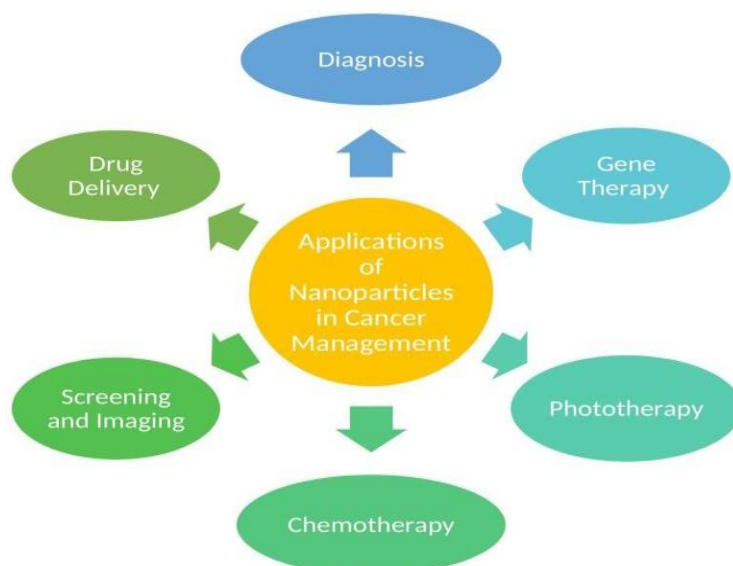 Diagnosis
Gene
Therapy
Phototherapy
Chemotherapy
Screening
and Imaging
Drug
Delivery
Applications
of
Nanoparticles
in Cancer
Management